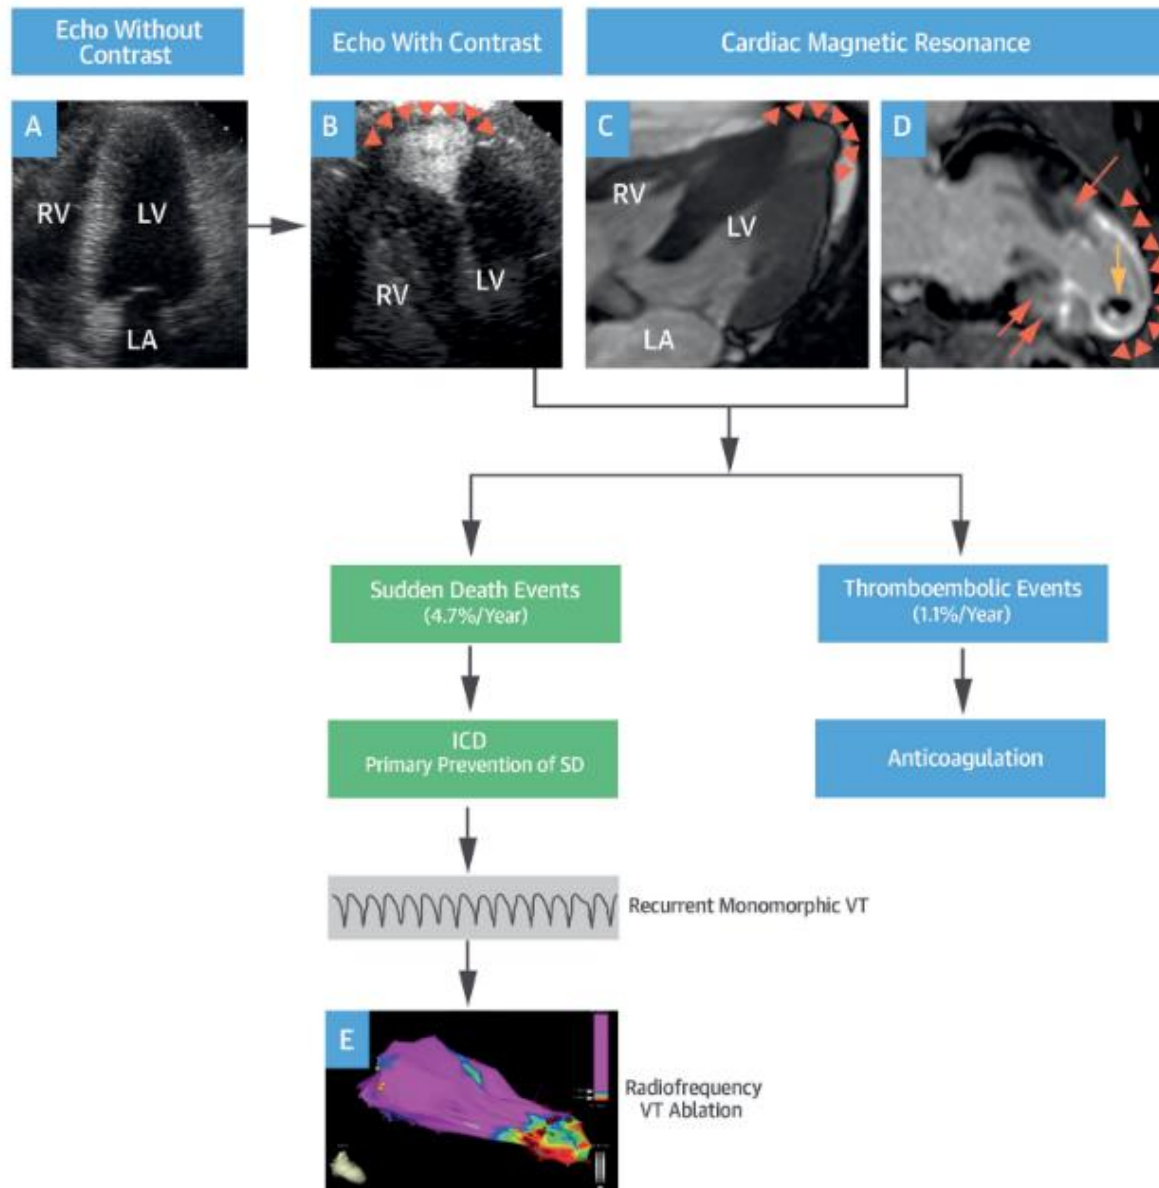 Echo Without
Contrast
Echo With Contrast
Cardiac Magnetic Resonance
A
RV
LV
LA
B
RV
LV
C
RV
LV
LA
D
Sudden Death Events
(4.7%/Year)
Thromboembolic Events
(1.1%/Year)
ICD
Primary Prevention of SD
Anticoagulation
Recurrent Monomorphic VT
E
Radiofrequency
VT Ablation